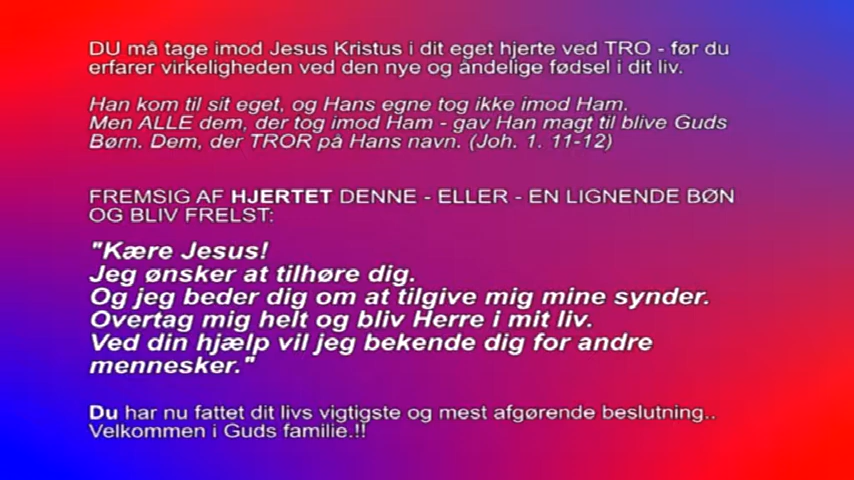 DU må tage imod Jesus Kristus i dit eget hjerte ved TRO - før du
erfarer virkeligheden ved den nye og åndelige fødsel i dit liv.
Han kom til sit eget, og Hans egne tog ikke imod Ham.
Men ALLE dem, der tog imod Ham - gav Han magt til blive Guds
Børn. Dem, der TROR på Hans navn. (Joh. 1. 11-12)
FREMSIG AF HJERTET DENNE - ELLER - EN LIGNENDE BØN
OG BLIV FRELST:
"Kære Jesus!
Jeg ønsker at tilhøre dig.
Og jeg beder dig om at tilgive mig mine synder.
Overtag mig helt og bliv Herre i mit liv.
Ved din hjælp vil jeg bekende dig for andre
mennesker."
Du har nu fattet dit livs vigtigste og mest afgørende beslutning..
Velkommen i Guds familie.!!